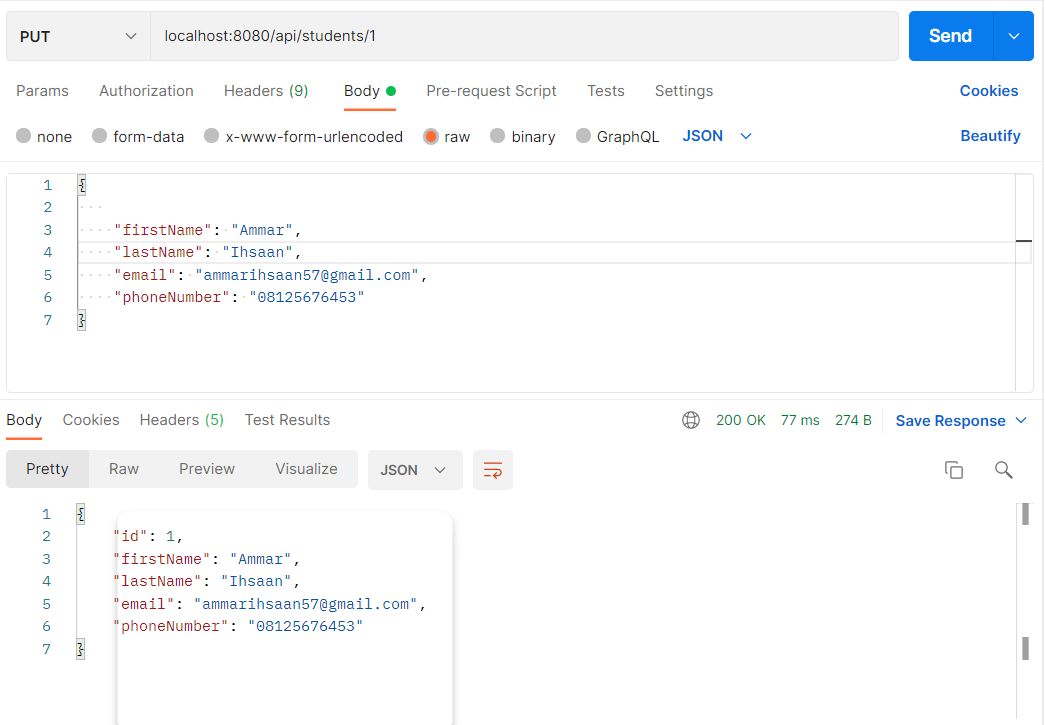 PUT localhost:8080/api/students/1 Send
Params Authorization Headers (9) Body Pre-request Script Tests Settings Cookies
none form-data x-www-form-urlencoded raw binary GraphQL JSON Beautify
1 {
2
3 "firstName": "Ammar",
4 "lastName": "Ihsaan",
5 "email": "ammarihsaan57@gmail.com",
6 "phoneNumber": "08125676453"
7 }
Body Cookies Headers (5) Test Results 200 OK 77 ms 274 B Save Response
Pretty Raw Preview Visualize JSON
1 {
2 "id": 1,
3 "firstName": "Ammar",
4 "lastName": "Ihsaan",
5 "email": "ammarihsaan57@gmail.com",
6 "phoneNumber": "08125676453"
7 }